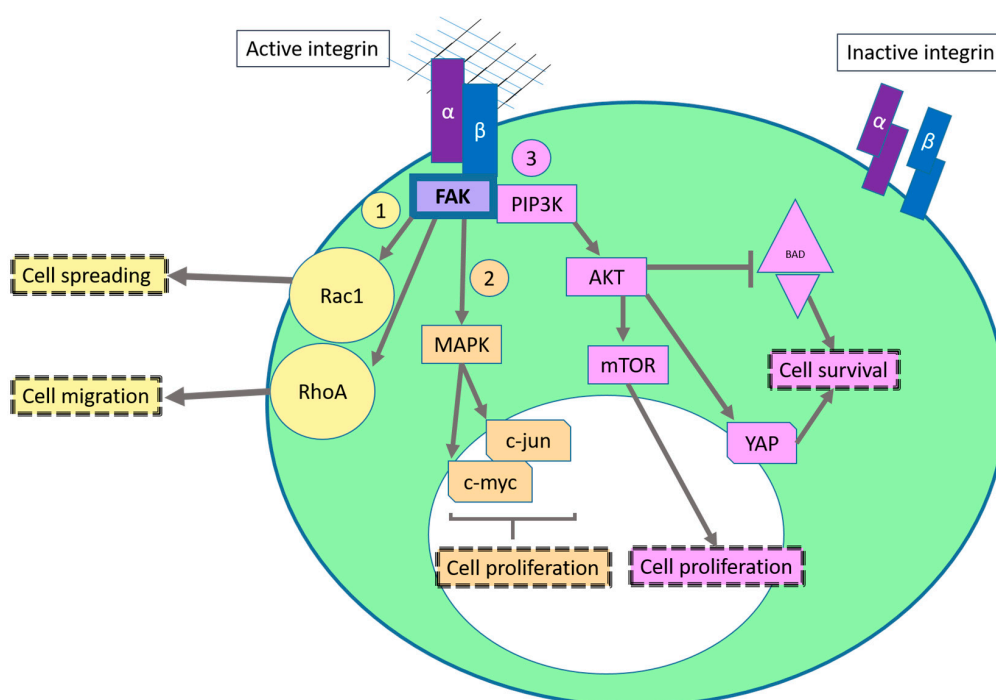 Active integrin
Inactive integrin
α
β
α
β
3
FAK
PIP3K
1
2
BAD
AKT
Cell spreading
Rac1
MAPK
mTOR
Cell survival
Cell migration
RhoA
c-jun
YAP
c-myc
Cell proliferation
Cell proliferation